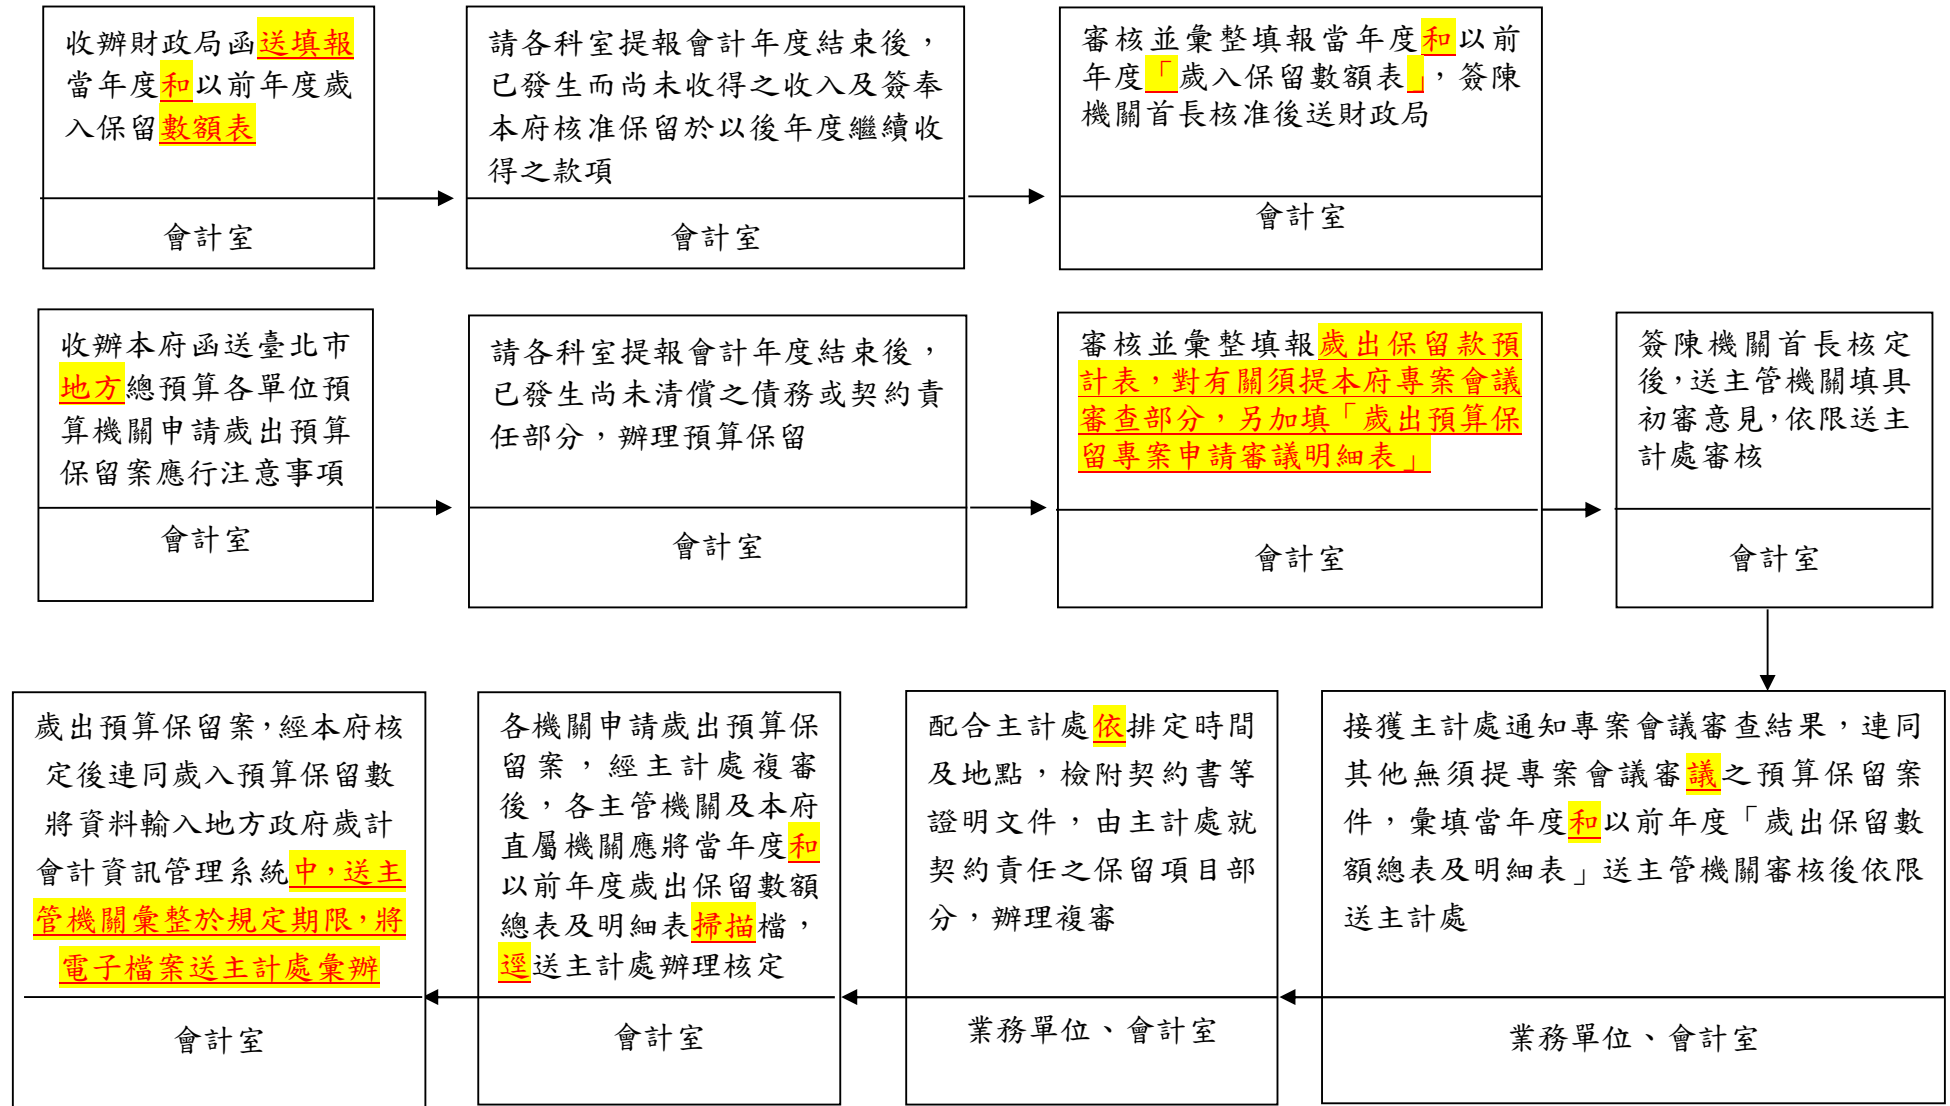 收辦財政局函送填報
當年度和以前年度歲
入保留數額表
會計室
請各科室提報會計年度結束後，
已發生而尚未收得之收入及簽奉
本府核准保留於以後年度繼續收
得之款項
會計室
審核並彙整填報當年度和以前
年度「歲入保留數額表」，簽陳
機關首長核准後送財政局
會計室
收辦本府函送臺北市
地方總預算各單位預
算機關申請歲出預算
保留案應行注意事項
會計室
請各科室提報會計年度結束後，
已發生尚未清償之債務或契約責
任部分，辦理預算保留
會計室
審核並彙整填報歲出保留款預
計表，對有關須提本府專案會議
審查部分，另加填「歲出預算保
留專案申請審議明細表」
會計室
簽陳機關首長核定
後，送主管機關填具
初審意見，依限送主
計處審核
會計室
接獲主計處通知專案會議審查結果，連同
其他無須提專案會議審議之預算保留案
件，彙填當年度和以前年度「歲出保留數
額總表及明細表」送主管機關審核後依限
送主計處
業務單位、會計室
配合主計處依排定時間
及地點，檢附契約書等
證明文件，由主計處就
契約責任之保留項目部
分，辦理複審
業務單位、會計室
各機關申請歲出預算保
留案，經主計處複審
後，各主管機關及本府
直屬機關應將當年度和
以前年度歲出保留數額
總表及明細表掃描檔，
逕送主計處辦理核定
會計室
歲出預算保留案，經本府核
定後連同歲入預算保留數
將資料輸入地方政府歲計
會計資訊管理系統中，送主
管機關彙整於規定期限，將
電子檔案送主計處彙辦
會計室